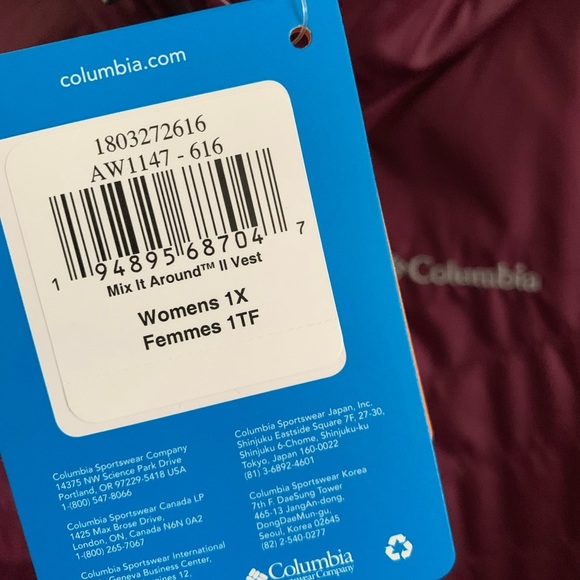 columbia.com
1803272616
AW1147 - 616
1 94895 68704 7
Mix It Around™ II Vest
Womens 1X
Femmes 1TF
Columbia Sportswear Company
14375 NW Science Park Drive
Portland, OR 97229-5418 USA
1-(800) 547-8066
Columbia Sportswear Canada LP
1425 Max Brose Drive,
London, ON, Canada N6N 0A2
1-(800) 265-7067
Columbia Sportswear International
Geneva Business Center,
12,
Columbia Sportswear Japan, Inc.
Shinjuku Eastside Square 7F, 27-30,
Shinjuku 6-Chome, Shinjuku-ku
Tokyo, Japan 160-0022
(81) 3-6892-4601
Columbia Sportswear Korea
7th F. DaeSung Tower
465-13 JangAn-dong,
DongDaeMun-gu,
Seoul, Korea 02645
(82) 2-540-0277
Columbia
Company
Columbia